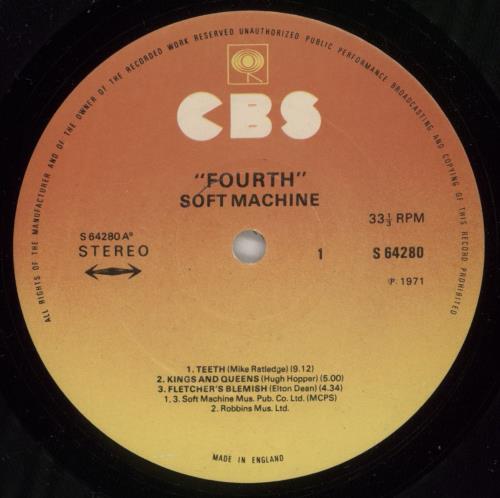 ALL RIGHTS OF THE MANUFACTURER AND OF THE OWNER OF THE RECORDED WORK RESERVED UNAUTHORIZED PUBLIC PERFORMANCE BROADCASTING AND COPYING OF THIS RECORD PROHIBITED
CBS
"FOURTH"
SOFT MACHINE
33⅓ RPM
S 64280 Aª
STEREO
1
S 64280
℗ 1971
1. TEETH (Mike Ratledge) (9.12)
2. KINGS AND QUEENS (Hugh Hopper) (5.00)
3. FLETCHER'S BLEMISH (Elton Dean) (4.34)
1. 3. Soft Machine Mus. Pub. Co. Ltd. (MCPS)
2. Robbins Mus. Ltd.
MADE IN ENGLAND